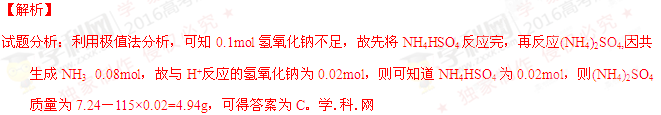 【解析】
试题分析：利用极值法分析，可知 0.1mol 氢氧化钠不足，故先将 NH4HSO4 反应完，再反应(NH4)2SO4,因共
生成 NH3 0.08mol，故与 H+反应的氢氧化钠为 0.02mol，则可知道 NH4HSO4 为 0.02mol，则(NH4)2SO4
质量为 7.24－115×0.02=4.94g，可得答案为 C。学.科.网